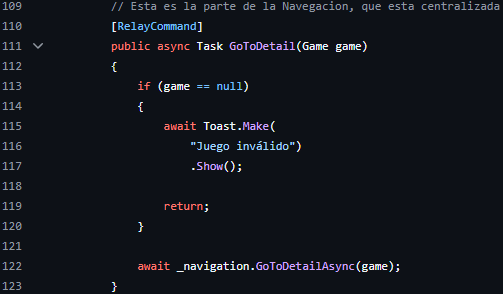 109 // Esta es la parte de la Navegacion, que esta centralizada
110 [RelayCommand]
111 public async Task GoToDetail(Game game)
112 {
113 if (game == null)
114 {
115 await Toast.Make(
116 "Juego inválido")
117 .Show();
118
119 return;
120 }
121
122 await _navigation.GoToDetailAsync(game);
123 }